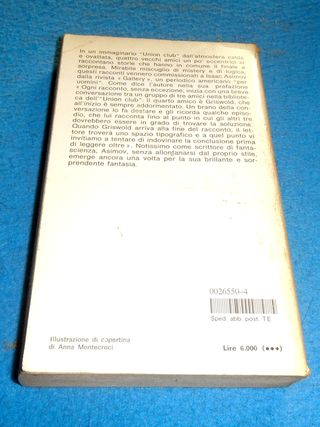 In un immaginario "Union club" dall'atmosfera calda
e ovattata, quattro vecchi amici un po' eccentrici si
raccontano storie che hanno in comune il finale a
sorpresa. Mirabile miscuglio di mistery e di logica,
questi racconti vennero commissionati a Isaac Asimov
dalla rivista « Gallery », un periodico americano "per
uomini". Come dice l'autore nella sua prefazione
« Ogni racconto, senza eccezione, inizia con una breve
conversazione tra un gruppo di tre amici nella bibliote-
ca dell'"Union club". Il quarto amico è Griswold, che
all'inizio è sempre addormentato. Un brano della con-
versazione lo fa destare e gli ricorda qualche episo-
dio, che lui racconta fino al punto in cui gli altri tre
dovrebbero essere in grado di trovare la soluzione.
Quando Griswold arriva alla fine del racconto, il let-
tore troverà uno spazio tipografico e a quel punto vi
invitiamo a tentare di indovinare la conclusione prima
di leggere oltre ». Notissimo come scrittore di fanta-
scienza, Asimov, senza allontanarsi dal proprio stile,
emerge ancora una volta per la sua brillante e sor-
prendente fantasia.
0026550-4
Sped. abb. post. TE
Illustrazione di copertina
di Anna Montecroci
Lire 6.000 (•••)